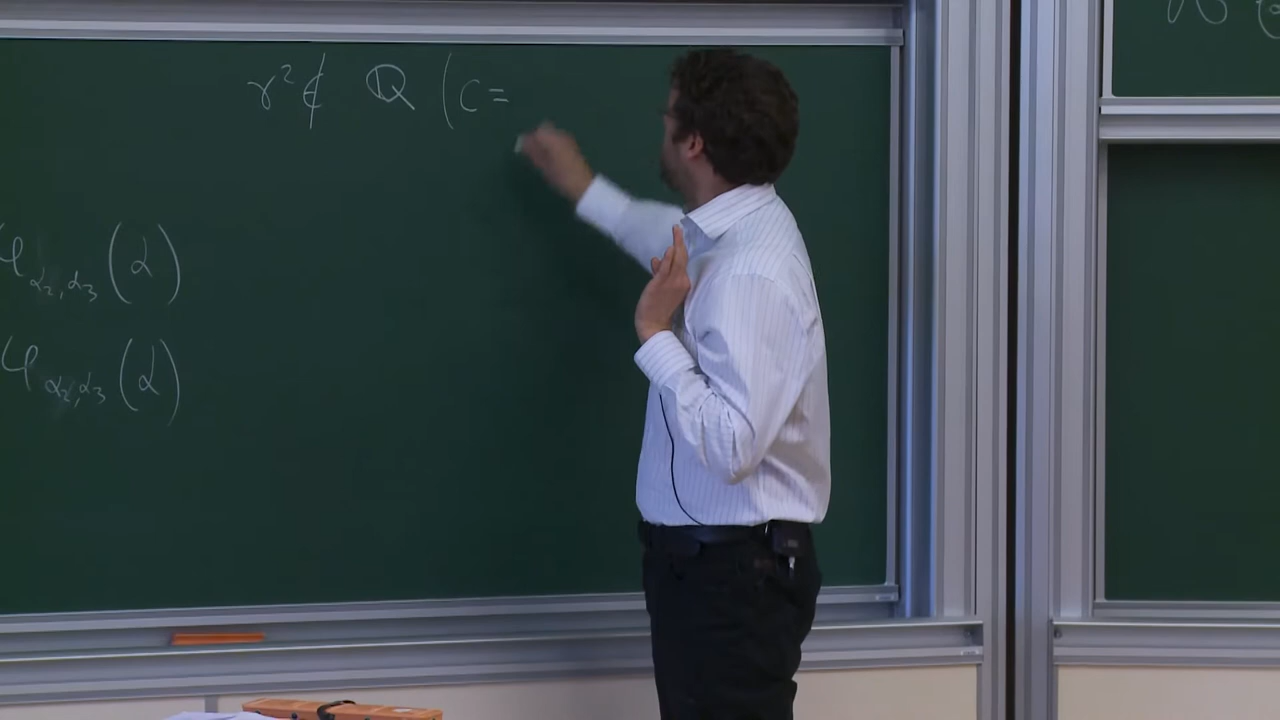 γ² ∉ ℚ (c =
φ_{α₂,α₃}(α)
φ_{α₂,α₃}(α)